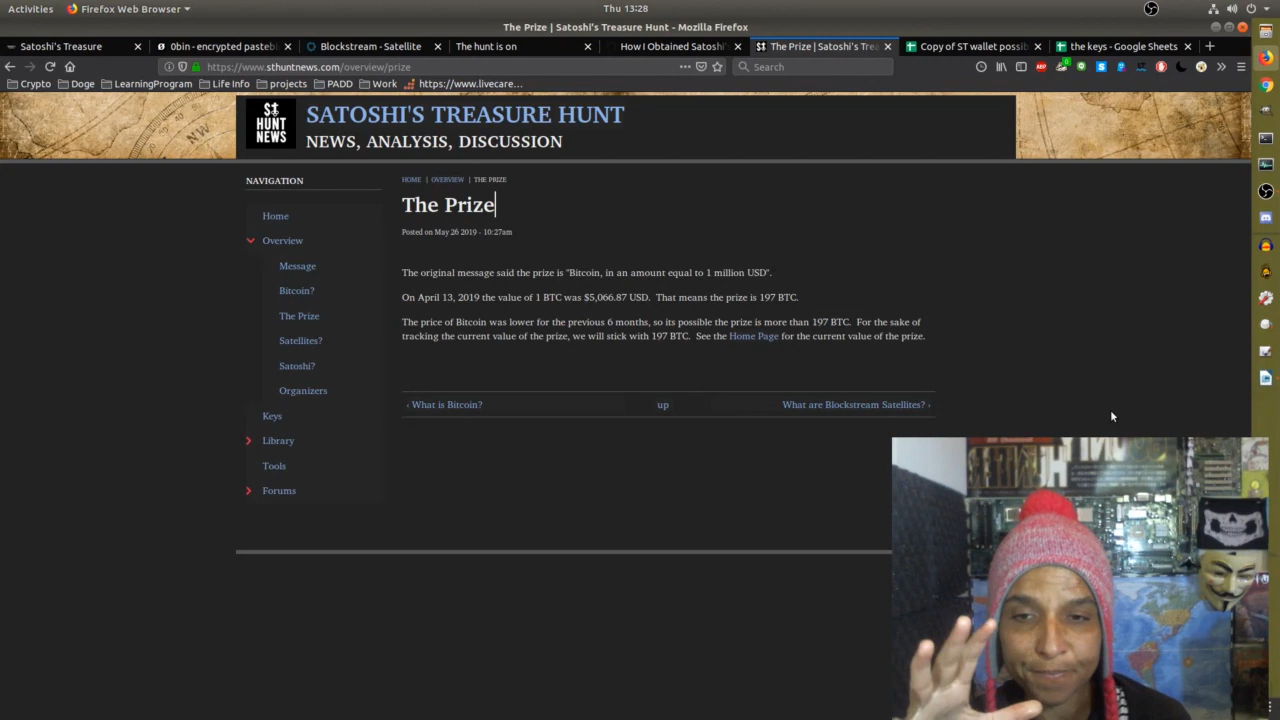 Activities
Firefox Web Browser
Thu 13:28
The Prize | Satoshi's Treasure Hunt - Mozilla Firefox
Satoshi's Treasure
0bin - encrypted pasteb
Blockstream - Satellite
The hunt is on
How I Obtained Satoshi'
The Prize | Satoshi's Trea
Copy of ST wallet possib
the keys - Google Sheets
https://www.sthuntnews.com/overview/prize
Search
Crypto
Doge
LearningProgram
Life Info
projects
PADD
Work
https://www.livecare...
HUNT
NEWS
SATOSHI'S TREASURE HUNT
NEWS, ANALYSIS, DISCUSSION
NAVIGATION
Home
Overview
Message
Bitcoin?
The Prize
Satellites?
Satoshi?
Organizers
Keys
Library
Tools
Forums
HOME | OVERVIEW | THE PRIZE
The Prize
Posted on May 26 2019 - 10:27am
The original message said the prize is "Bitcoin, in an amount equal to 1 million USD".
On April 13, 2019 the value of 1 BTC was $5,066.87 USD. That means the prize is 197 BTC.
The price of Bitcoin was lower for the previous 6 months, so its possible the prize is more than 197 BTC. For the sake of
tracking the current value of the prize, we will stick with 197 BTC. See the Home Page for the current value of the prize.
‹ What is Bitcoin?
up
What are Blockstream Satellites? ›